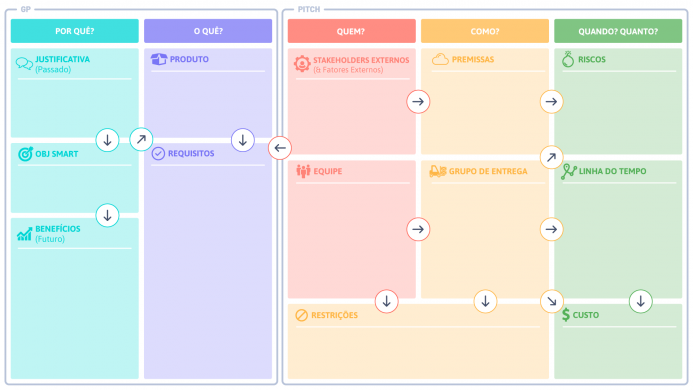 GP
PITCH
POR QUÊ?
O QUÊ?
QUEM?
COMO?
QUANDO? QUANTO?
JUSTIFICATIVA
(Passado)
PRODUTO
STAKEHOLDERS EXTERNOS
(& Fatores Externos)
PREMISSAS
RISCOS
OBJ SMART
REQUISITOS
EQUIPE
GRUPO DE ENTREGA
LINHA DO TEMPO
BENEFÍCIOS
(Futuro)
RESTRIÇÕES
$ CUSTO